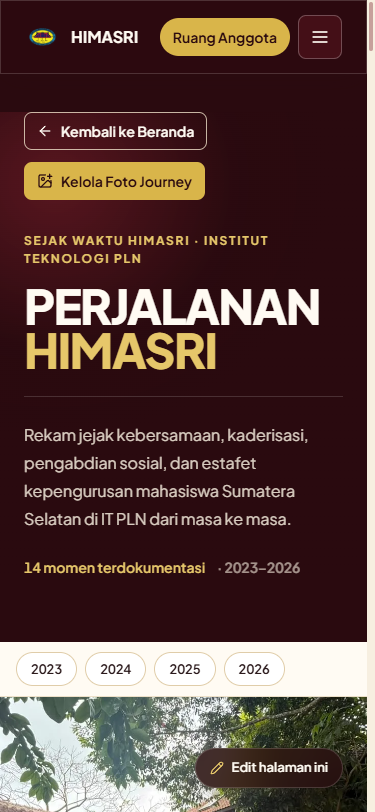 HIMASRI
Ruang Anggota
Kembali ke Beranda
Kelola Foto Journey
SEJAK WAKTU HIMASRI · INSTITUT
TEKNOLOGI PLN
PERJALANAN
HIMASRI
Rekam jejak kebersamaan, kaderisasi,
pengabdian sosial, dan estafet
kepengurusan mahasiswa Sumatera
Selatan di IT PLN dari masa ke masa.
14 momen terdokumentasi · 2023–2026
2023 2024 2025 2026
Edit halaman ini